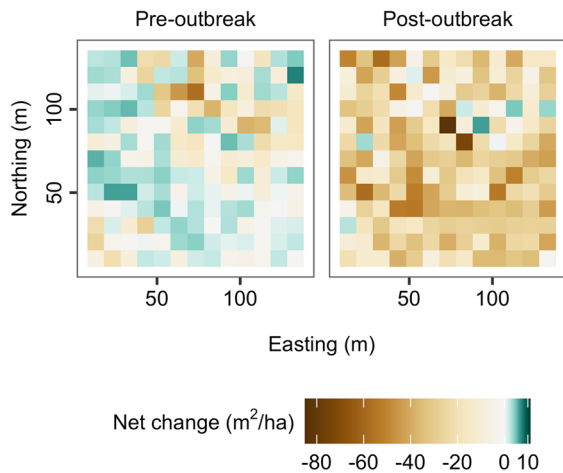 Pre-outbreak Post-outbreak
Northing (m)
100
50
50 100 50 100
Easting (m)
Net change (m²/ha)
-80 -60 -40 -20 0 10